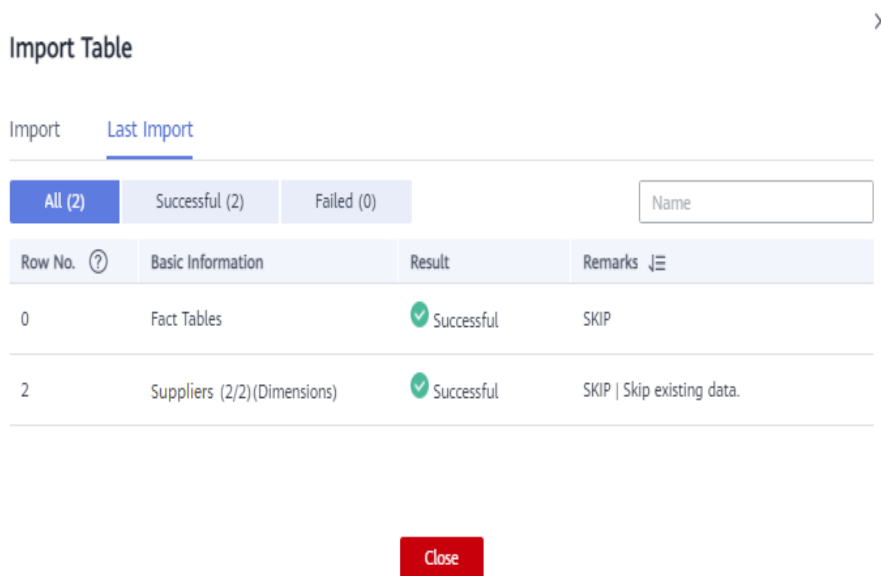 Import Table
Import Last Import
All (2) Successful (2) Failed (0) Name
Row No. Basic Information Result Remarks
0 Fact Tables Successful SKIP
2 Suppliers (2/2)(Dimensions) Successful SKIP | Skip existing data.
Close